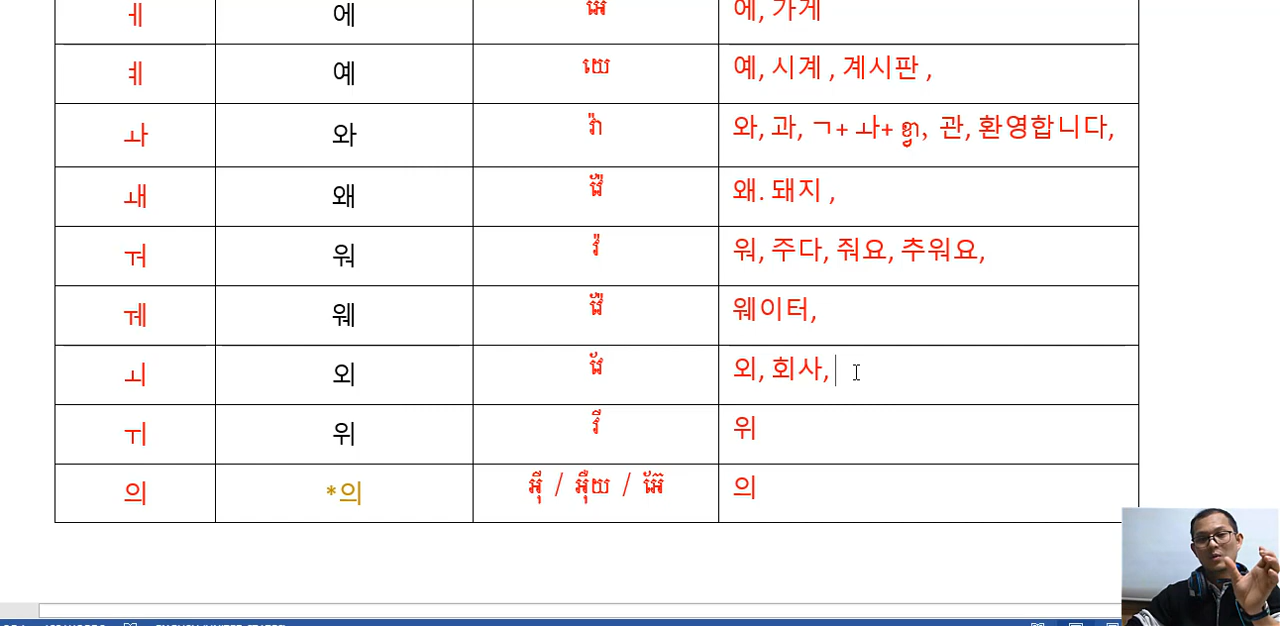 ㅔ 에 អេ 에, 가게
ㅖ 예 យេ 예, 시계 , 계시판 ,
ㅘ 와 វ៉ា 와, 과, ㄱ+ ㅘ+ ខ្វា, 관, 환영합니다,
ㅙ 왜 វ៉េ 왜. 돼지 ,
ㅝ 워 វ៉ 워, 주다, 줘요, 추워요,
ㅞ 웨 វ៉េ 웨이터,
ㅚ 외 វេ 외, 회사,
ㅟ 위 វី 위
의 *의 អ៊ី / អ៊ឺយ / អ៊ែ 의